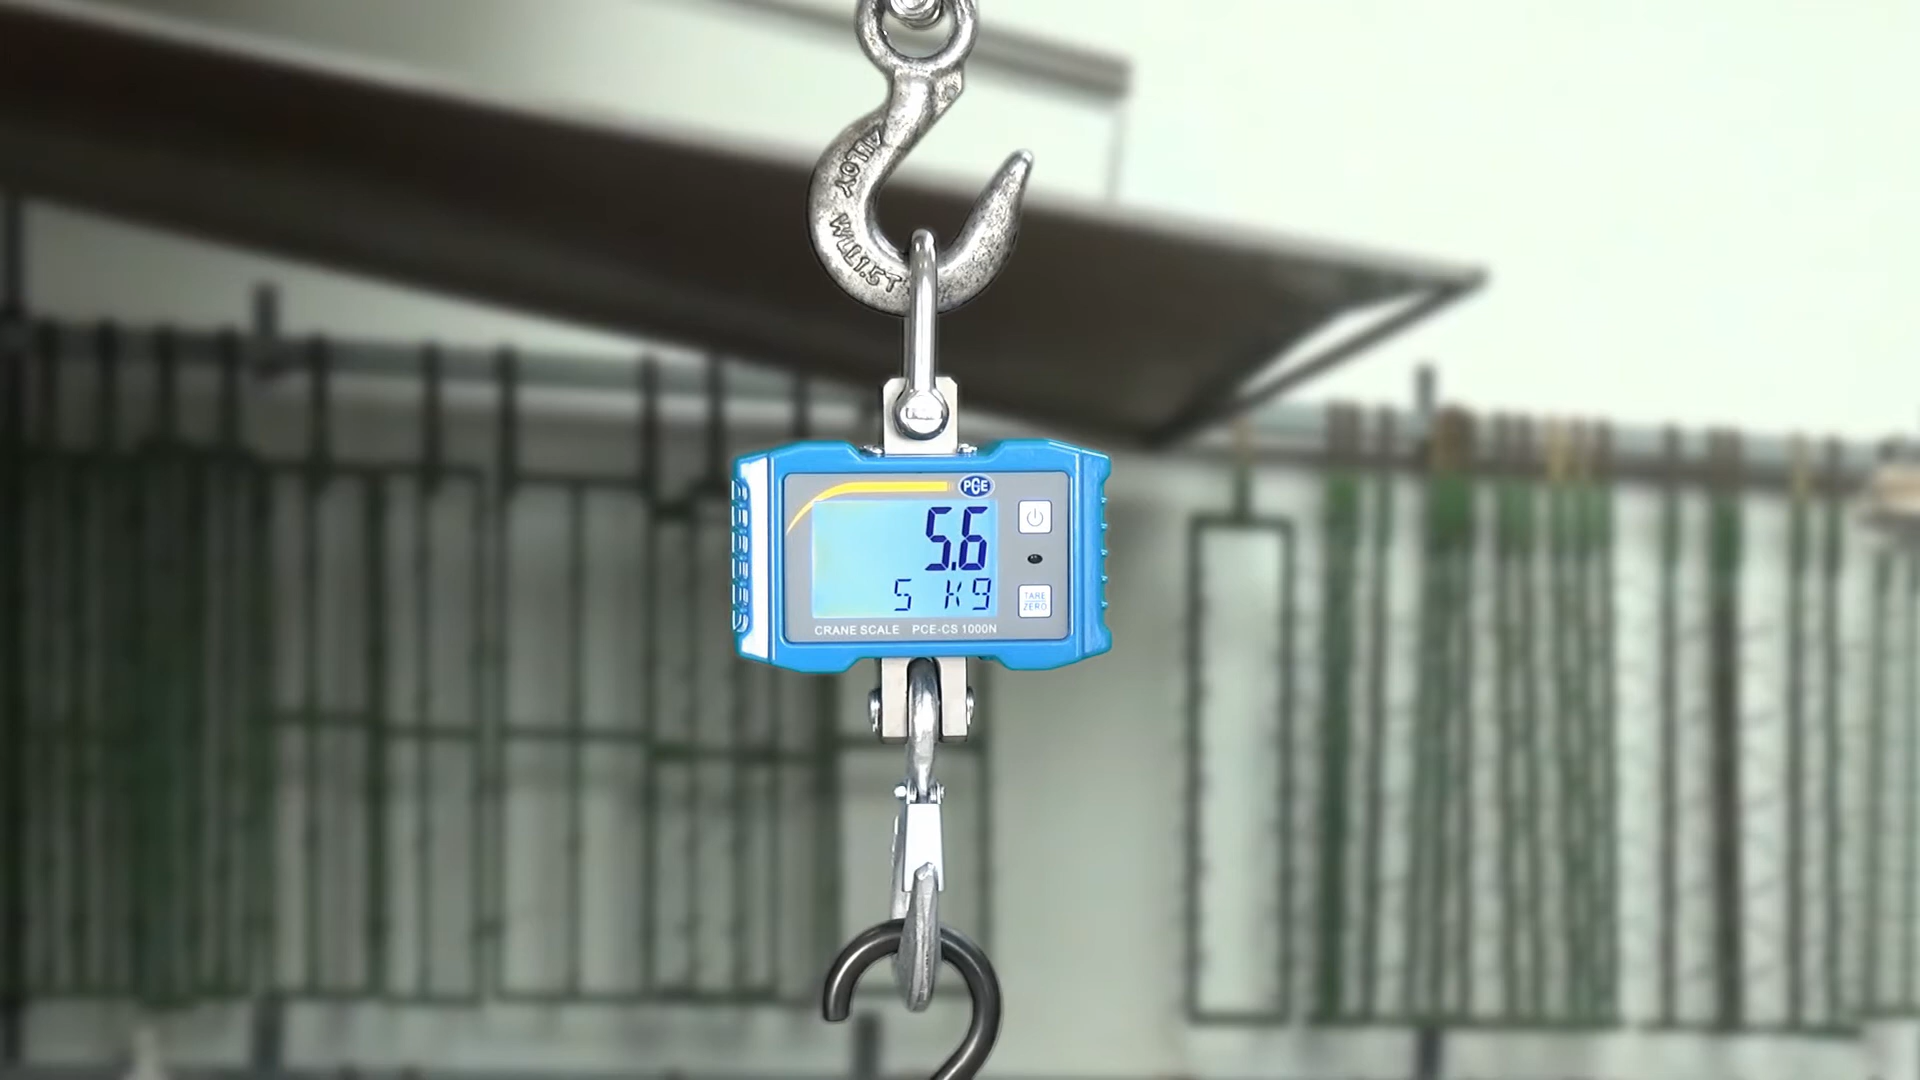 ALLOY
WLL1.5T
PCE
5.6
5 Kg
TARE
ZERO
CRANE SCALE PCE-CS 1000N